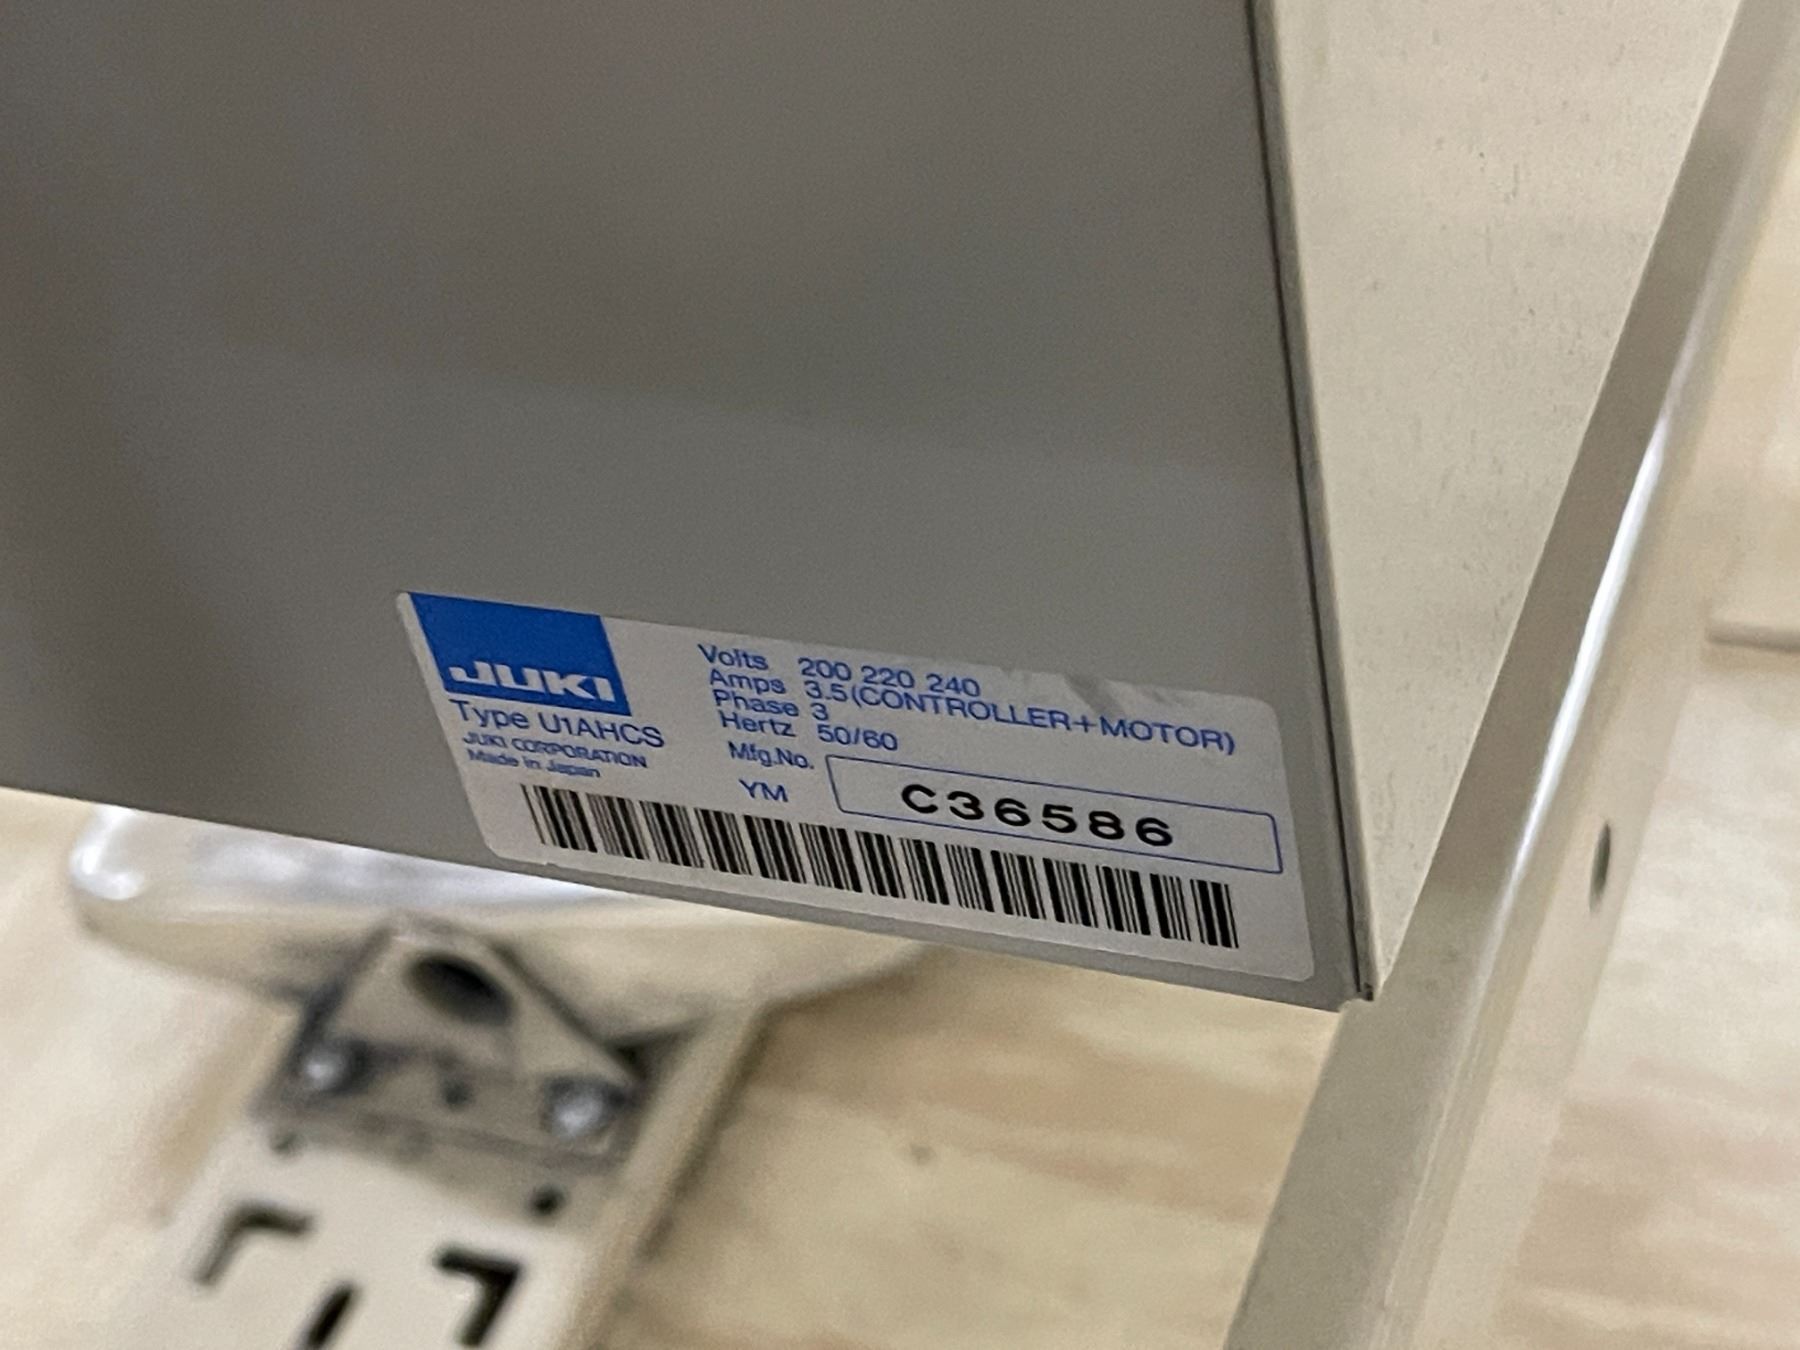 JUKI
Type U1AHCS
JUKI CORPORATION
Made in Japan
Volts 200 220 240
Amps 3.5(CONTROLLER+MOTOR)
Phase 3
Hertz 50/60
Mfg.No.
YM
C36586